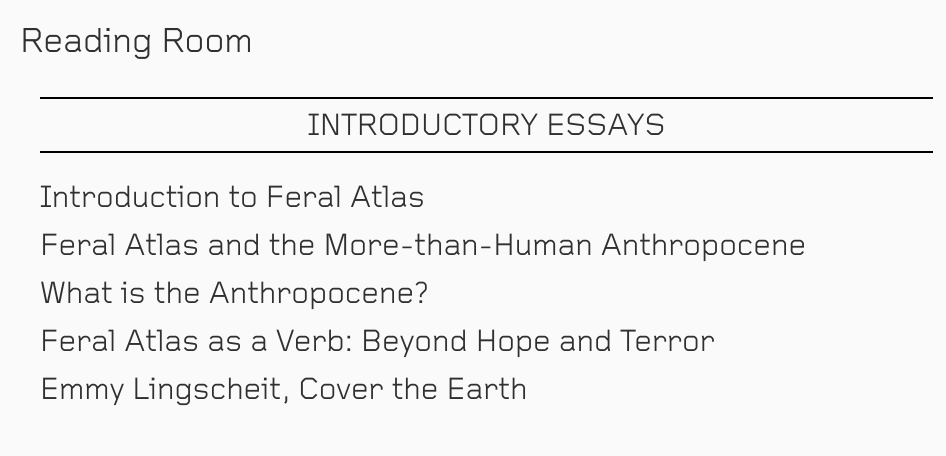 Reading Room
INTRODUCTORY ESSAYS
Introduction to Feral Atlas
Feral Atlas and the More-than-Human Anthropocene
What is the Anthropocene?
Feral Atlas as a Verb: Beyond Hope and Terror
Emmy Lingscheit, Cover the Earth